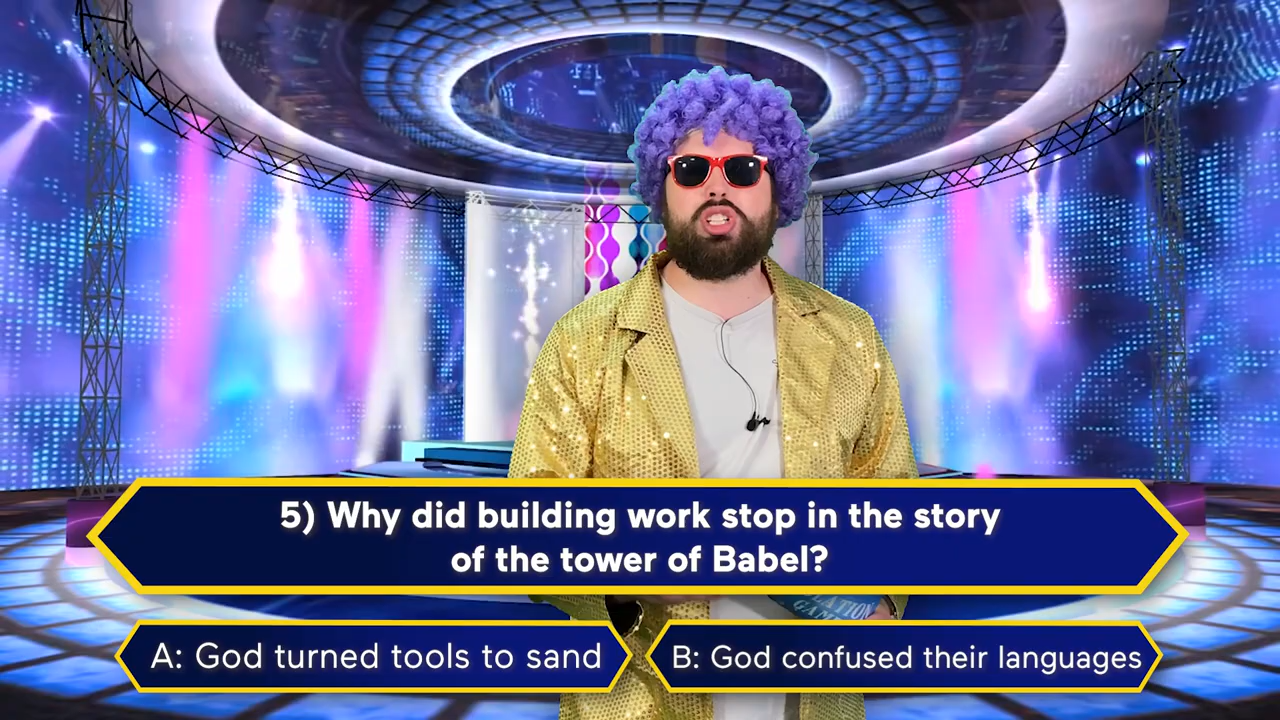 5) Why did building work stop in the story
of the tower of Babel?
A: God turned tools to sand
B: God confused their languages